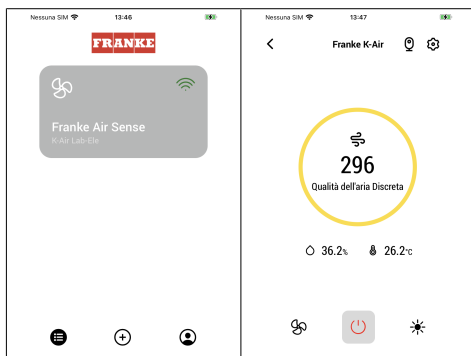 Nessuna SIM
13:46
FRANKE
Franke Air Sense
K-Air Lab-Ele
Nessuna SIM
13:47
Franke K-Air
296
Qualità dell'aria Discreta
36.2%
26.2°C